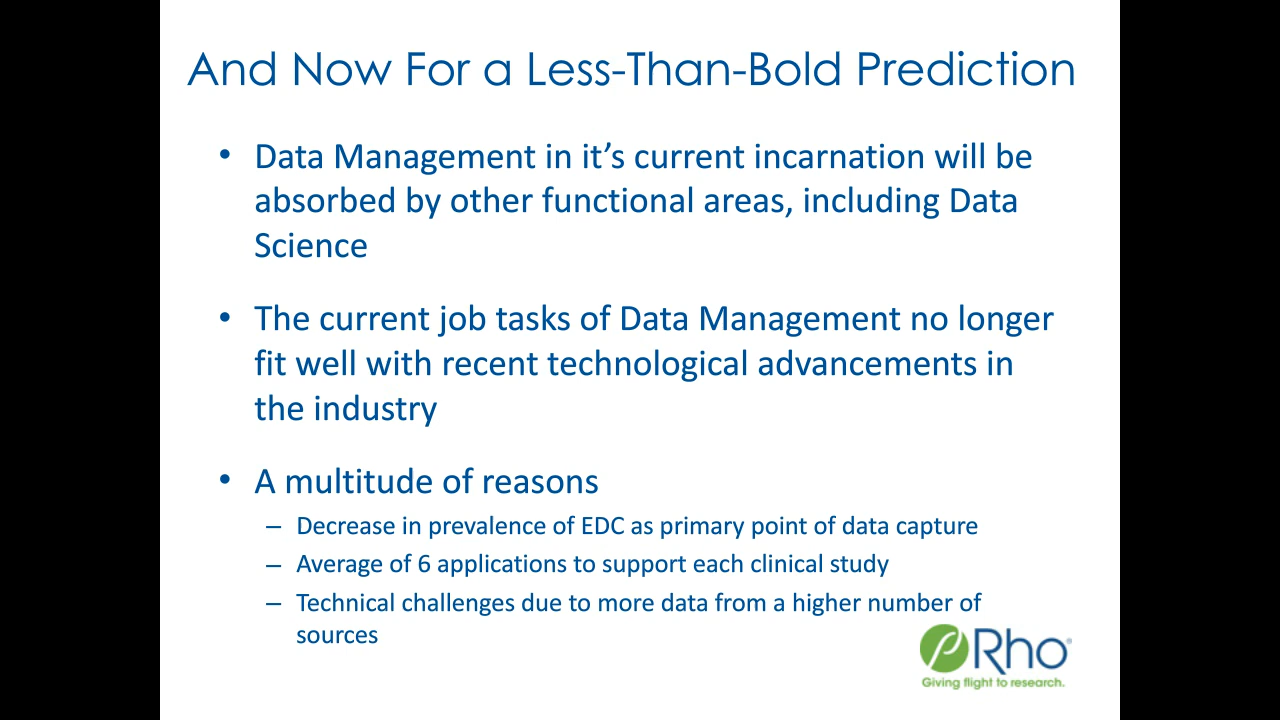 And Now For a Less-Than-Bold Prediction
• Data Management in it’s current incarnation will be
absorbed by other functional areas, including Data
Science
• The current job tasks of Data Management no longer
fit well with recent technological advancements in
the industry
• A multitude of reasons
– Decrease in prevalence of EDC as primary point of data capture
– Average of 6 applications to support each clinical study
– Technical challenges due to more data from a higher number of
sources
Rho®
Giving flight to research.